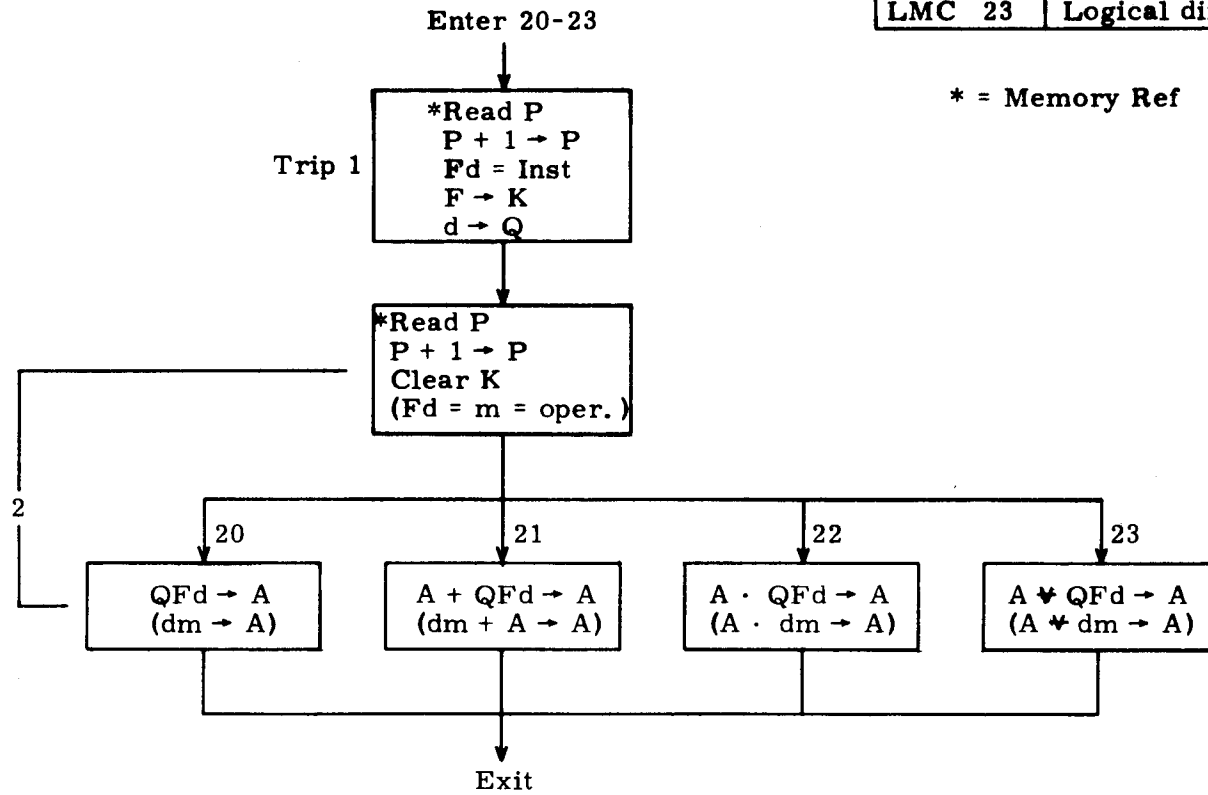 LMC 23 Logical
* = Memory Ref
Enter 20-23
Trip 1
*Read P
P + 1 → P
Fd = Inst
F → K
d → Q
*Read P
P + 1 → P
Clear K
(Fd = m = oper. )
2
20
QFd → A
(dm → A)
21
A + QFd → A
(dm + A → A)
22
A · QFd → A
(A · dm → A)
23
A ⊻ QFd → A
(A ⊻ dm → A)
Exit